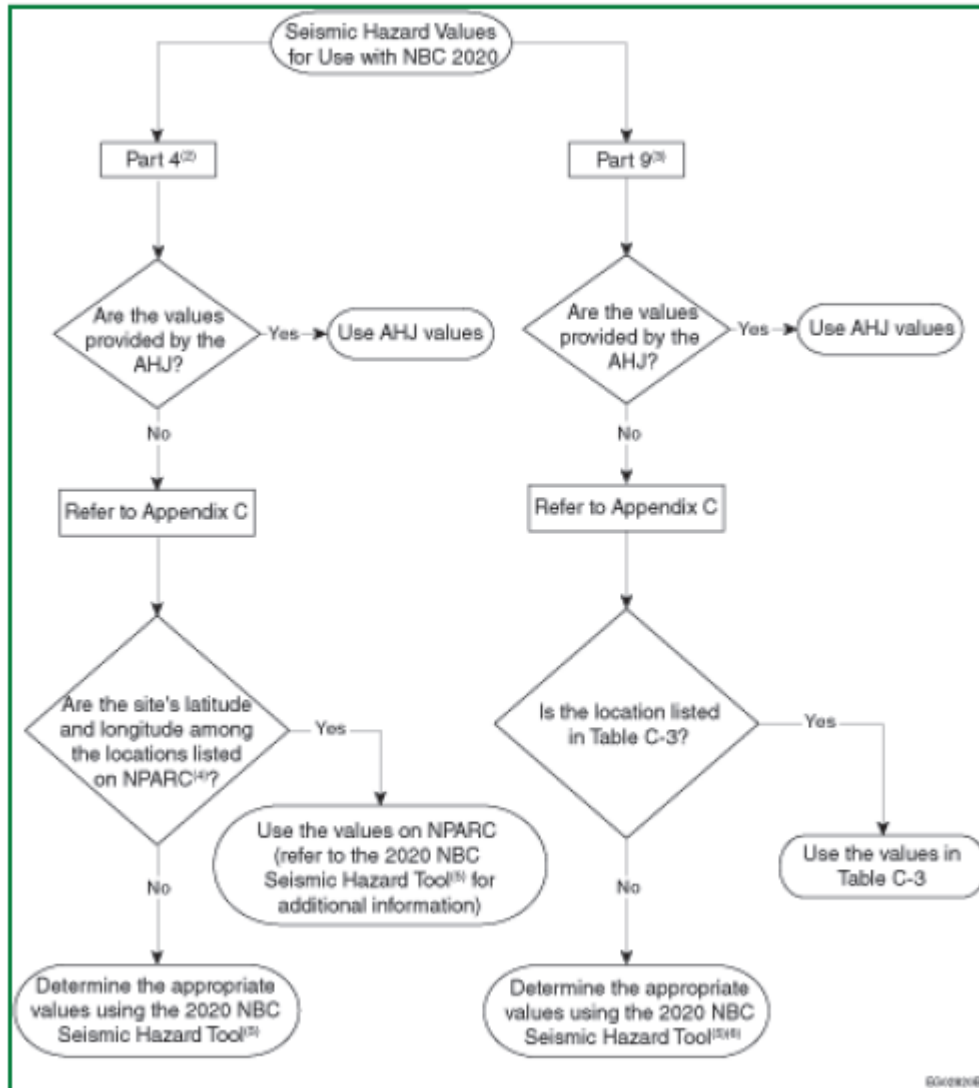 Seismic Hazard Values
for Use with NBC 2020
Part 4(2)
Part 9(3)
Are the values
provided by the
AHJ?
Yes
Use AHJ values
Are the values
provided by the
AHJ?
Yes
Use AHJ values
No
No
Refer to Appendix C
Refer to Appendix C
Are the site's latitude
and longitude among
the locations listed
on NPARC(4)?
Yes
Is the location listed
in Table C-3?
Yes
Use the values on NPARC
(refer to the 2020 NBC
Seismic Hazard Tool(5) for
additional information)
Use the values in
Table C-3
No
No
Determine the appropriate
values using the 2020 NBC
Seismic Hazard Tool(5)
Determine the appropriate
values using the 2020 NBC
Seismic Hazard Tool(5)(6)